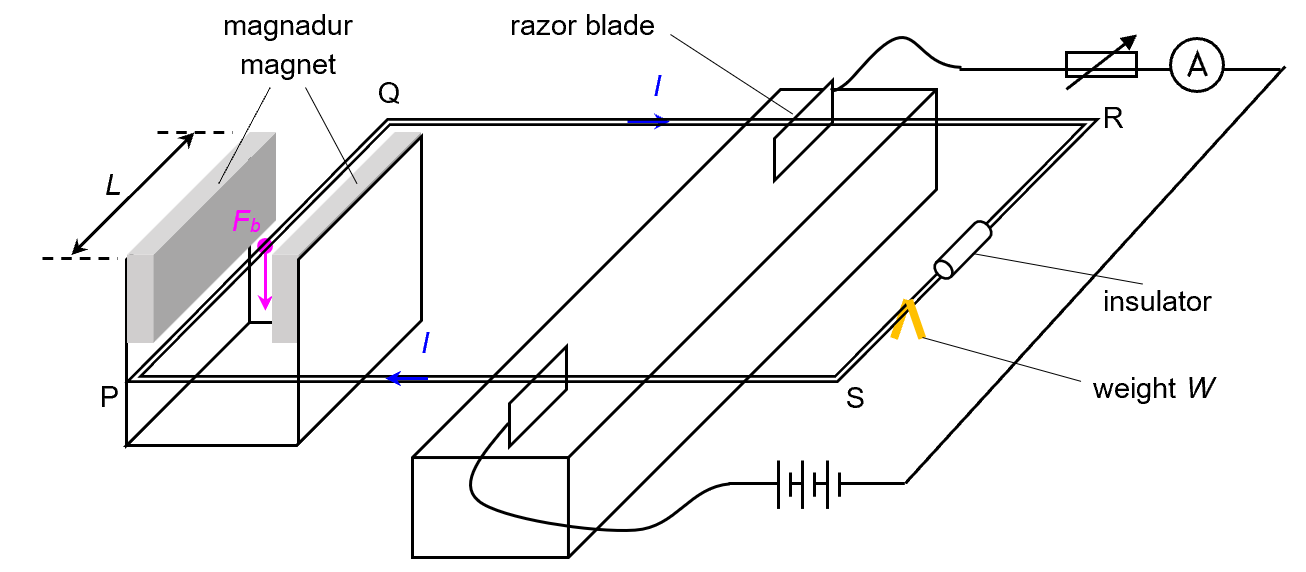 magnadur
magnet
razor blade
A
Q
I
R
L
F_b
insulator
I
P
S
weight W